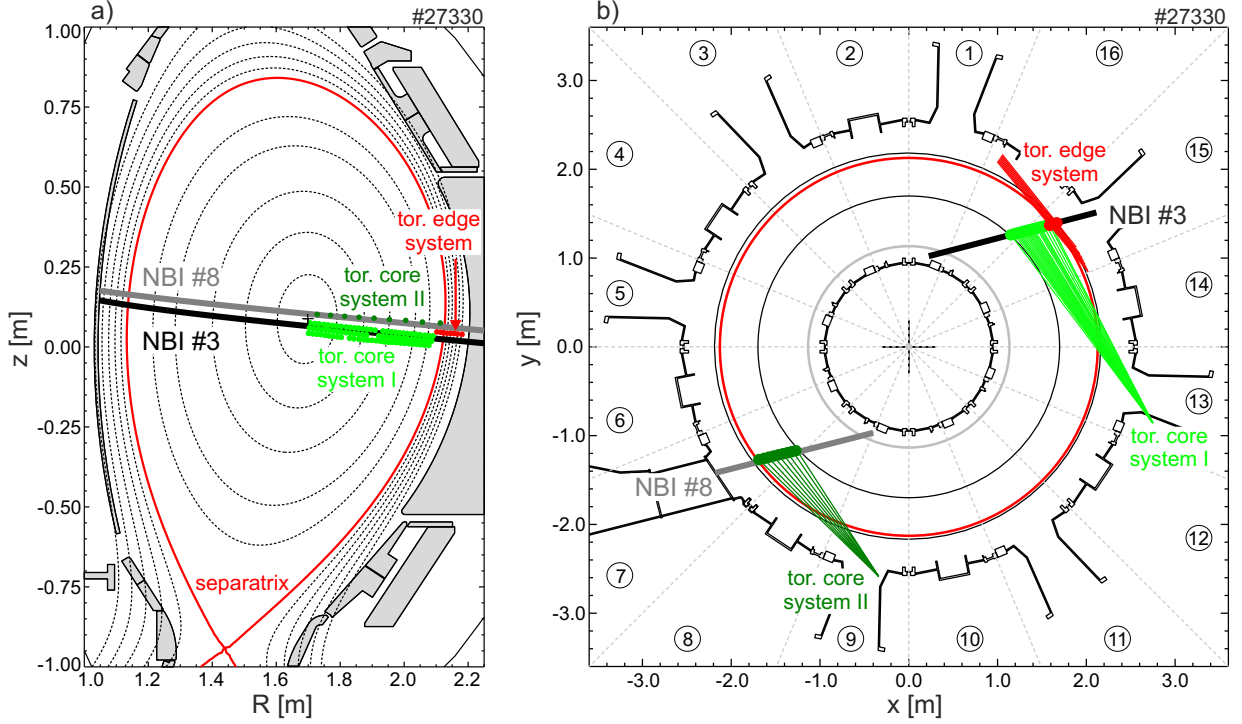 a)
#27330
1.00
0.75
0.50
0.25
0.00
-0.25
-0.50
-0.75
-1.00
z [m]
1.0
1.2
1.4
1.6
1.8
2.0
2.2
R [m]
tor. edge
system
NBI #8
tor. core
system II
NBI #3
tor. core
system I
separatrix
b)
#27330
3.0
2.0
1.0
0.0
-1.0
-2.0
-3.0
y [m]
-3.0
-2.0
-1.0
0.0
1.0
2.0
3.0
x [m]
3
2
1
16
4
15
5
14
6
13
7
12
8
9
10
11
tor. edge
system
NBI #3
tor. core
system I
NBI #8
tor. core
system II